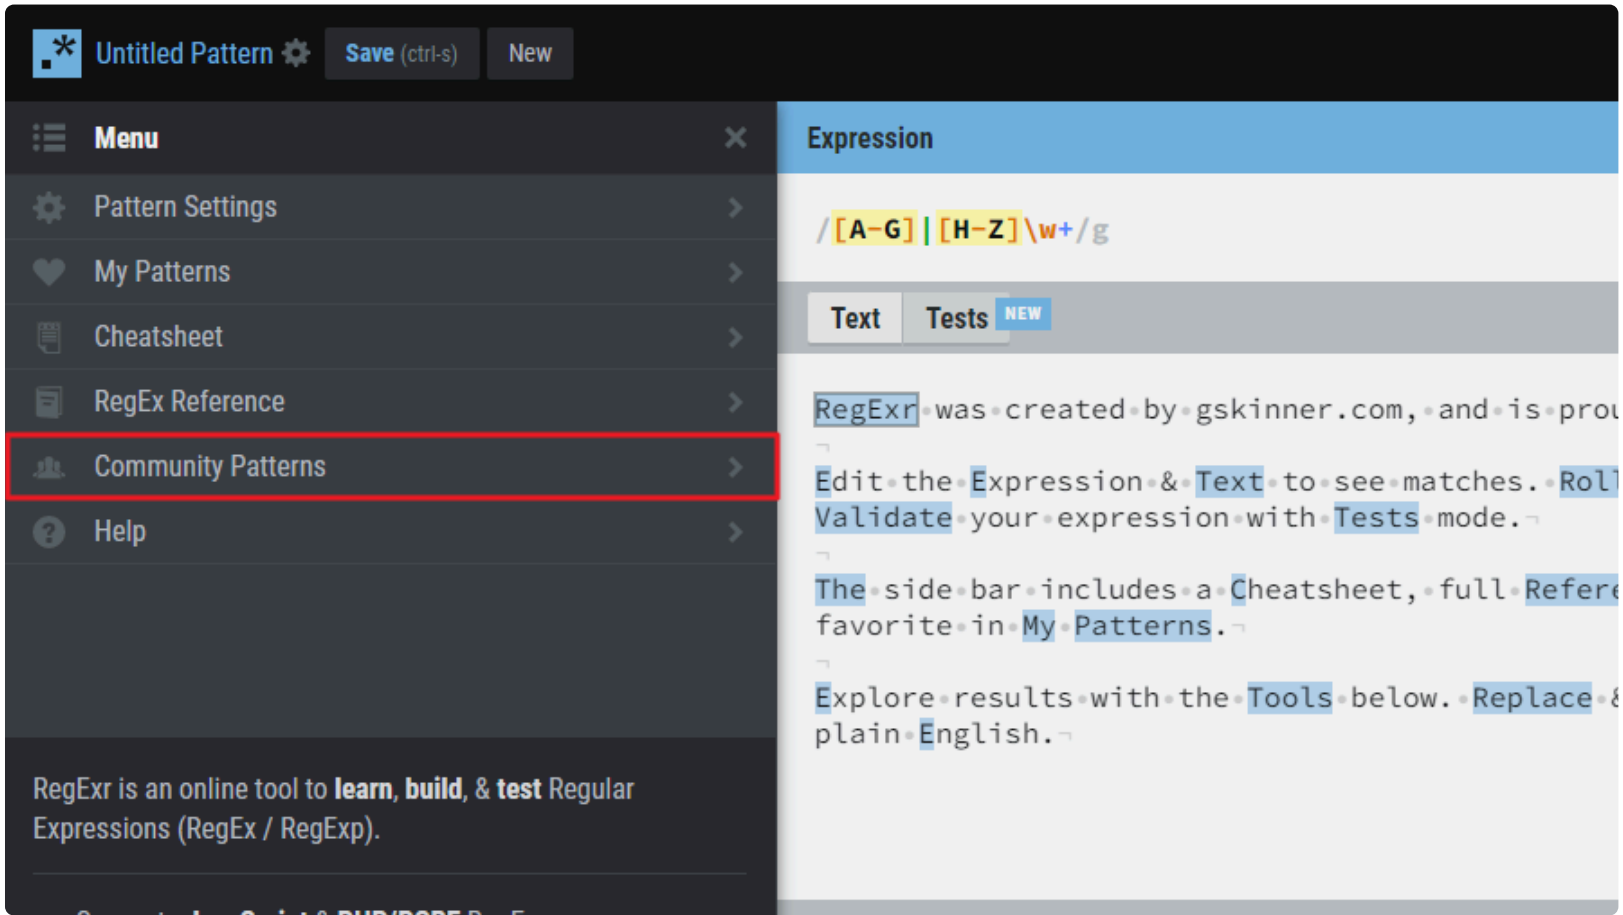 Untitled Pattern Save (ctrl-s) New
Menu
Pattern Settings
My Patterns
Cheatsheet
RegEx Reference
Community Patterns
Help
RegExr is an online tool to learn, build, & test Regular
Expressions (RegEx / RegExp).
Expression
/[A-G]|[H-Z]\w+/g
Text Tests NEW
RegExr was created by gskinner.com, and is
Edit the Expression & Text to see matches. Roll
Validate your expression with Tests mode.
The side bar includes a Cheatsheet, full
favorite in My Patterns.
Explore results with the Tools below. Replace &
plain English.